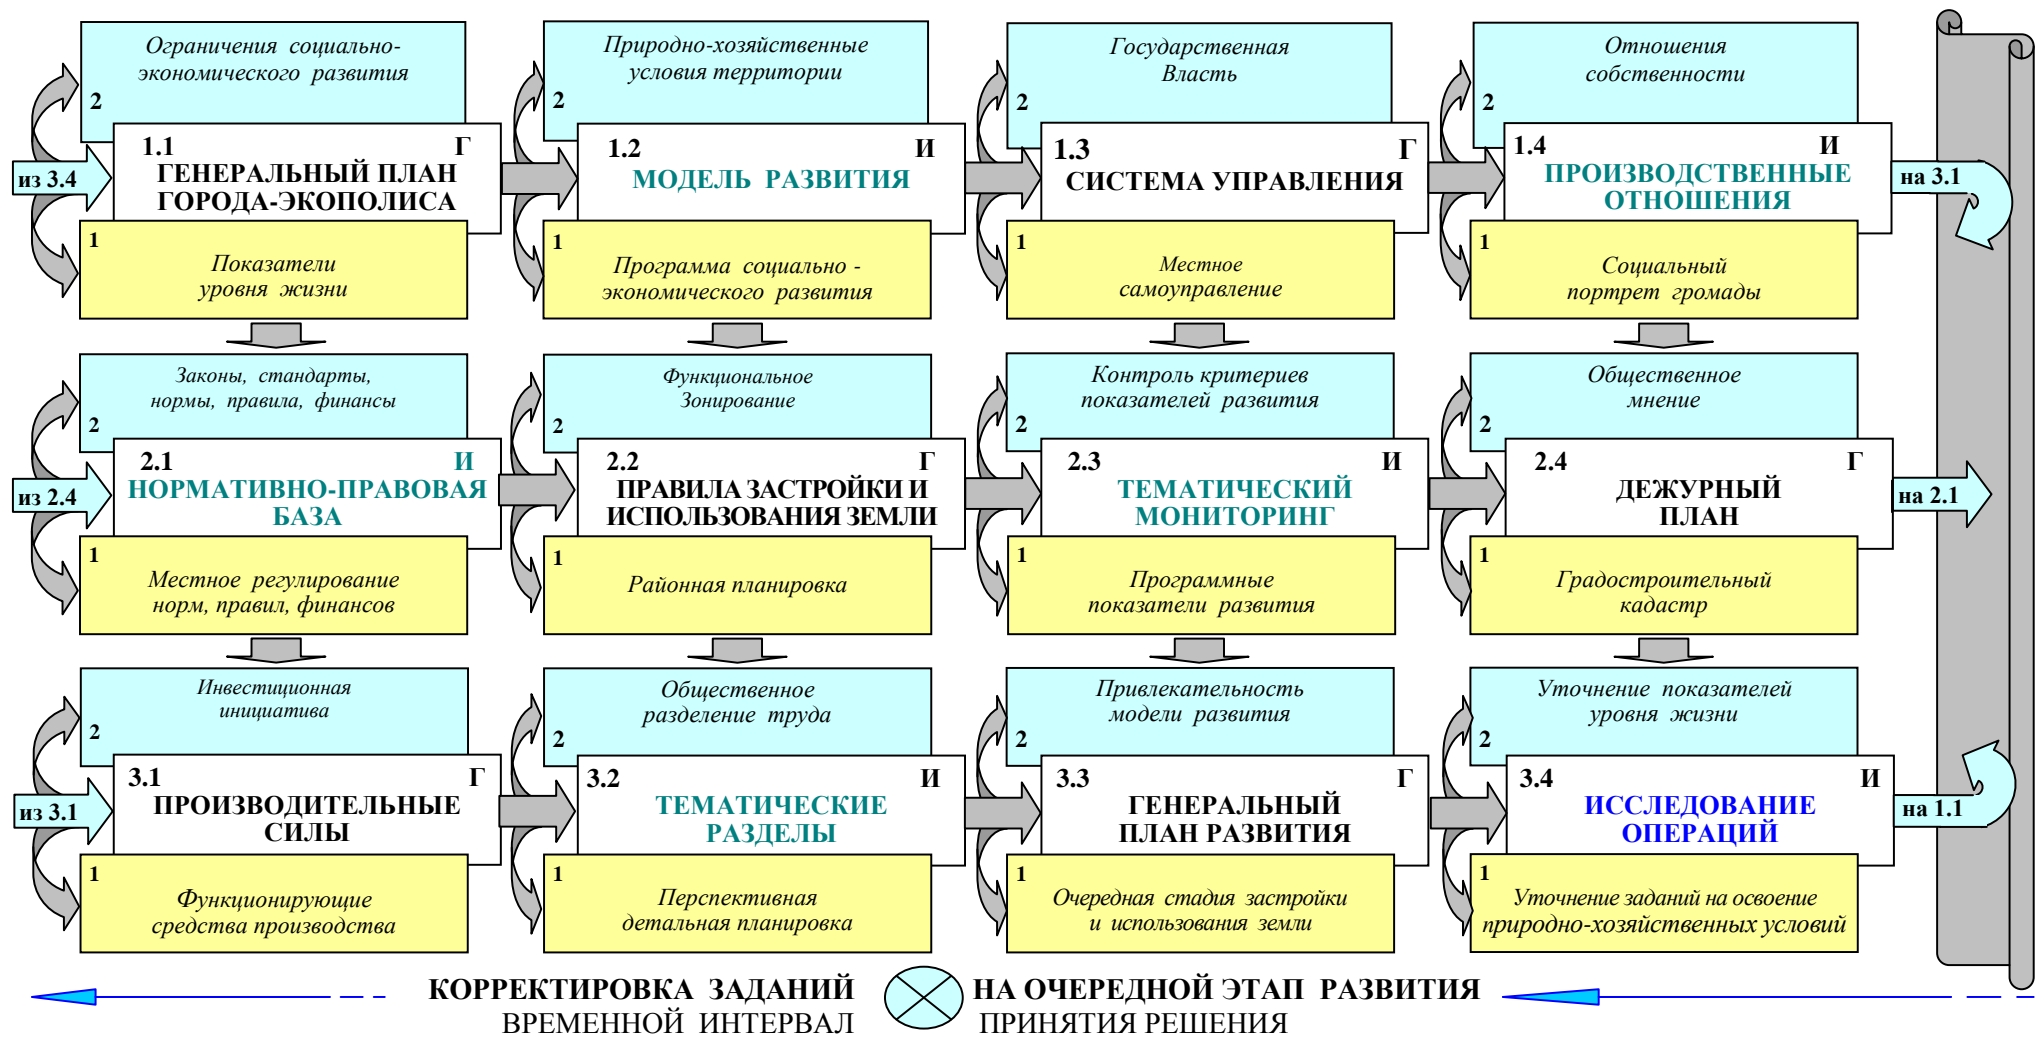 Ограничения социально-
экономического развития
2
1.1 Г
ГЕНЕРАЛЬНЫЙ ПЛАН
ГОРОДА-ЭКОПОЛИСА
из 3.4
1
Показатели
уровня жизни
Природно-хозяйственные
условия территории
2
1.2 И
МОДЕЛЬ РАЗВИТИЯ
1
Программа социально -
экономического развития
Государственная
Власть
2
1.3 Г
СИСТЕМА УПРАВЛЕНИЯ
1
Местное
самоуправление
Отношения
собственности
2
1.4 И
ПРОИЗВОДСТВЕННЫЕ
ОТНОШЕНИЯ
на 3.1
1
Социальный
портрет громады
Законы, стандарты,
нормы, правила, финансы
2
2.1 И
НОРМАТИВНО-ПРАВОВАЯ
БАЗА
из 2.4
1
Местное регулирование
норм, правил, финансов
Функциональное
Зонирование
2
2.2 Г
ПРАВИЛА ЗАСТРОЙКИ И
ИСПОЛЬЗОВАНИЯ ЗЕМЛИ
1
Районная планировка
Контроль критериев
показателей развития
2
2.3 И
ТЕМАТИЧЕСКИЙ
МОНИТОРИНГ
1
Программные
показатели развития
Общественное
мнение
2
2.4 Г
ДЕЖУРНЫЙ
ПЛАН
на 2.1
1
Градостроительный
кадастр
Инвестиционная
инициатива
2
3.1 Г
ПРОИЗВОДИТЕЛЬНЫЕ
СИЛЫ
из 3.1
1
Функционирующие
средства производства
Общественное
разделение труда
2
3.2 И
ТЕМАТИЧЕСКИЕ
РАЗДЕЛЫ
1
Перспективная
детальная планировка
Привлекательность
модели развития
2
3.3 Г
ГЕНЕРАЛЬНЫЙ
ПЛАН РАЗВИТИЯ
1
Очередная стадия застройки
и использования земли
Уточнение показателей
уровня жизни
2
3.4 И
ИССЛЕДОВАНИЕ
ОПЕРАЦИЙ
на 1.1
1
Уточнение заданий на освоение
природно-хозяйственных условий
КОРРЕКТИРОВКА ЗАДАНИЙ НА ОЧЕРЕДНОЙ ЭТАП РАЗВИТИЯ
ВРЕМЕННОЙ ИНТЕРВАЛ ПРИНЯТИЯ РЕШЕНИЯ